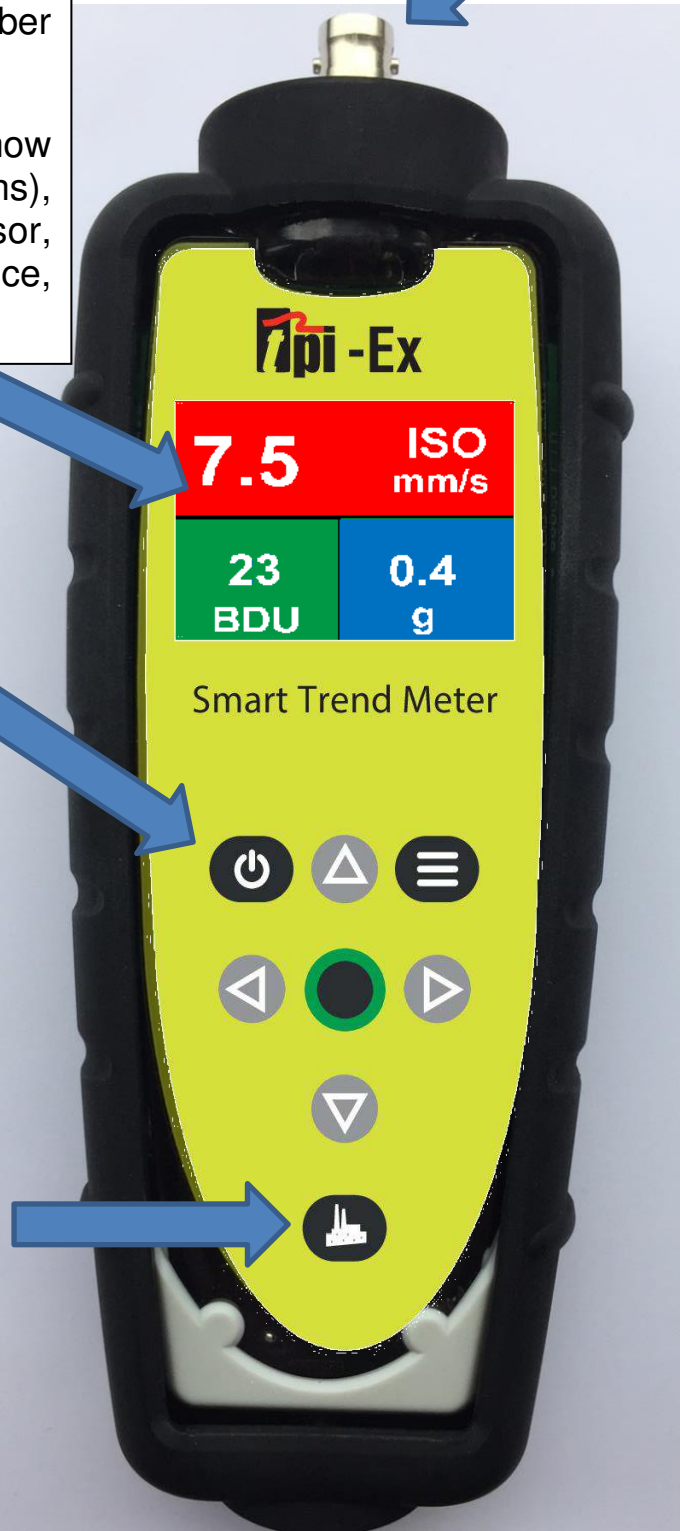 ber
now
ns),
sor,
ce,
tpi -Ex
7.5 ISO
mm/s
23 0.4
BDU g
Smart Trend Meter